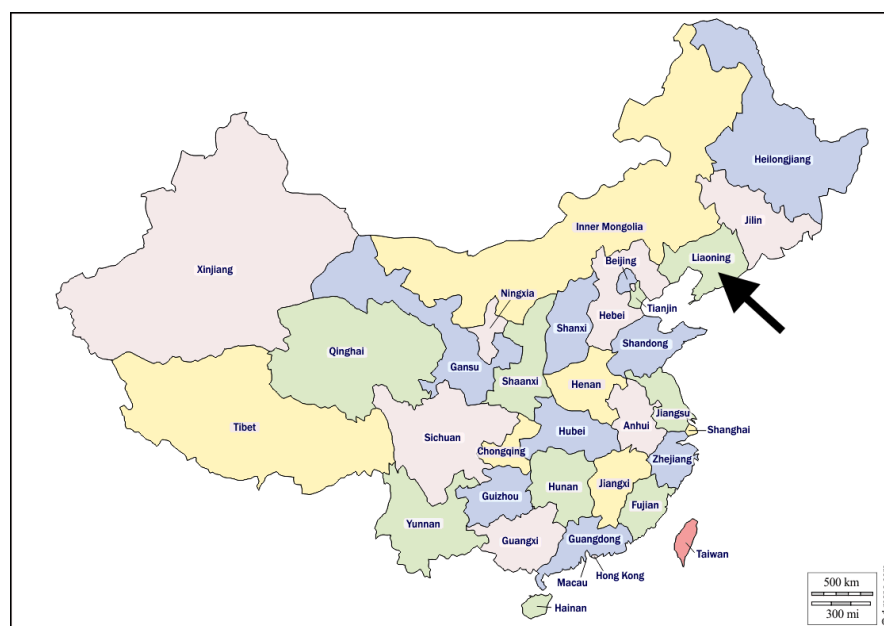 Heilongjiang
Jilin
Inner Mongolia
Liaoning
Xinjiang
Beijing
Ningxia
Tianjin
Hebei
Shanxi
Shandong
Qinghai
Gansu
Shaanxi
Henan
Jiangsu
Tibet
Anhui
Shanghai
Hubei
Sichuan
Chongqing
Zhejiang
Jiangxi
Hunan
Guizhou
Fujian
Yunnan
Guangxi
Guangdong
Taiwan
Hong Kong
Macau
Hainan
500 km
300 mi